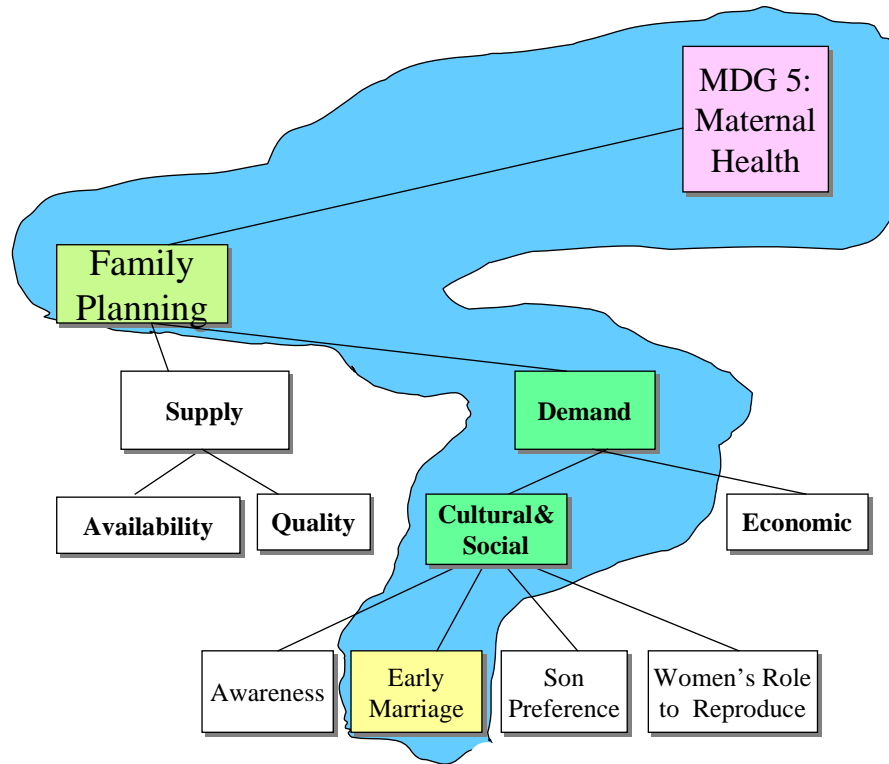 MDG 5:
Maternal
Health
Family
Planning
Supply
Demand
Availability
Quality
Cultural&
Social
Economic
Awareness
Early
Marriage
Son
Preference
Women’s Role
to Reproduce